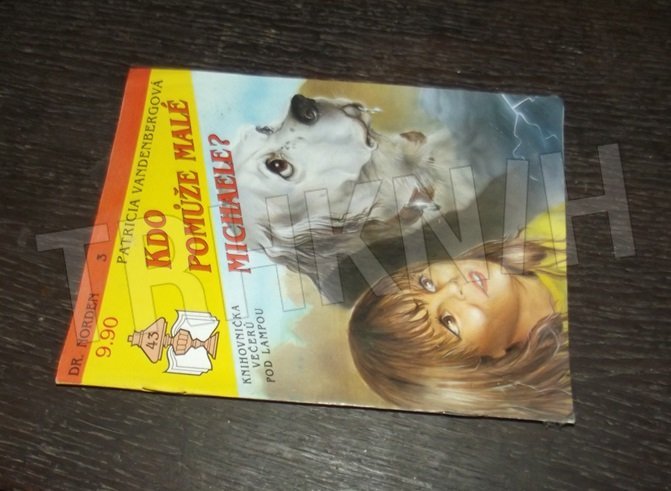 DR. NORDEN 3
PATRICIA VANDENBERGOVÁ
9.90
KDO
POMŮŽE MALÉ
MICHAELE?
43
KNIHOVNIČKA
VEČERŮ
POD LAMPOU